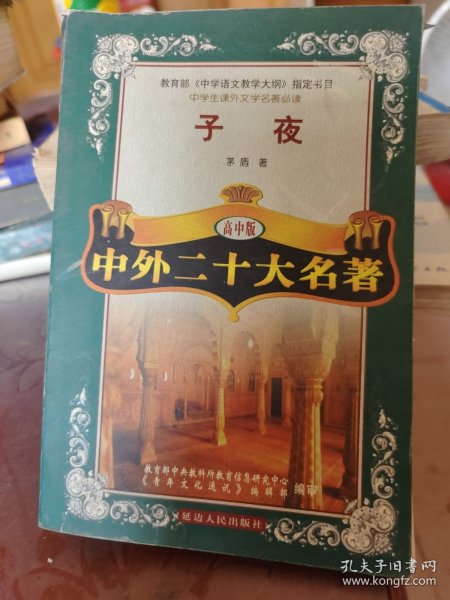 教育部《中学语文教学大纲》指定书目
中学生课外文学名著必读
子夜
茅盾 著
高中版
中外二十大名著
教育部中央教科所教育信息研究中心
《青年文化通讯》编辑部 编审
延边人民出版社
孔夫子旧书网
www.kongfz.com